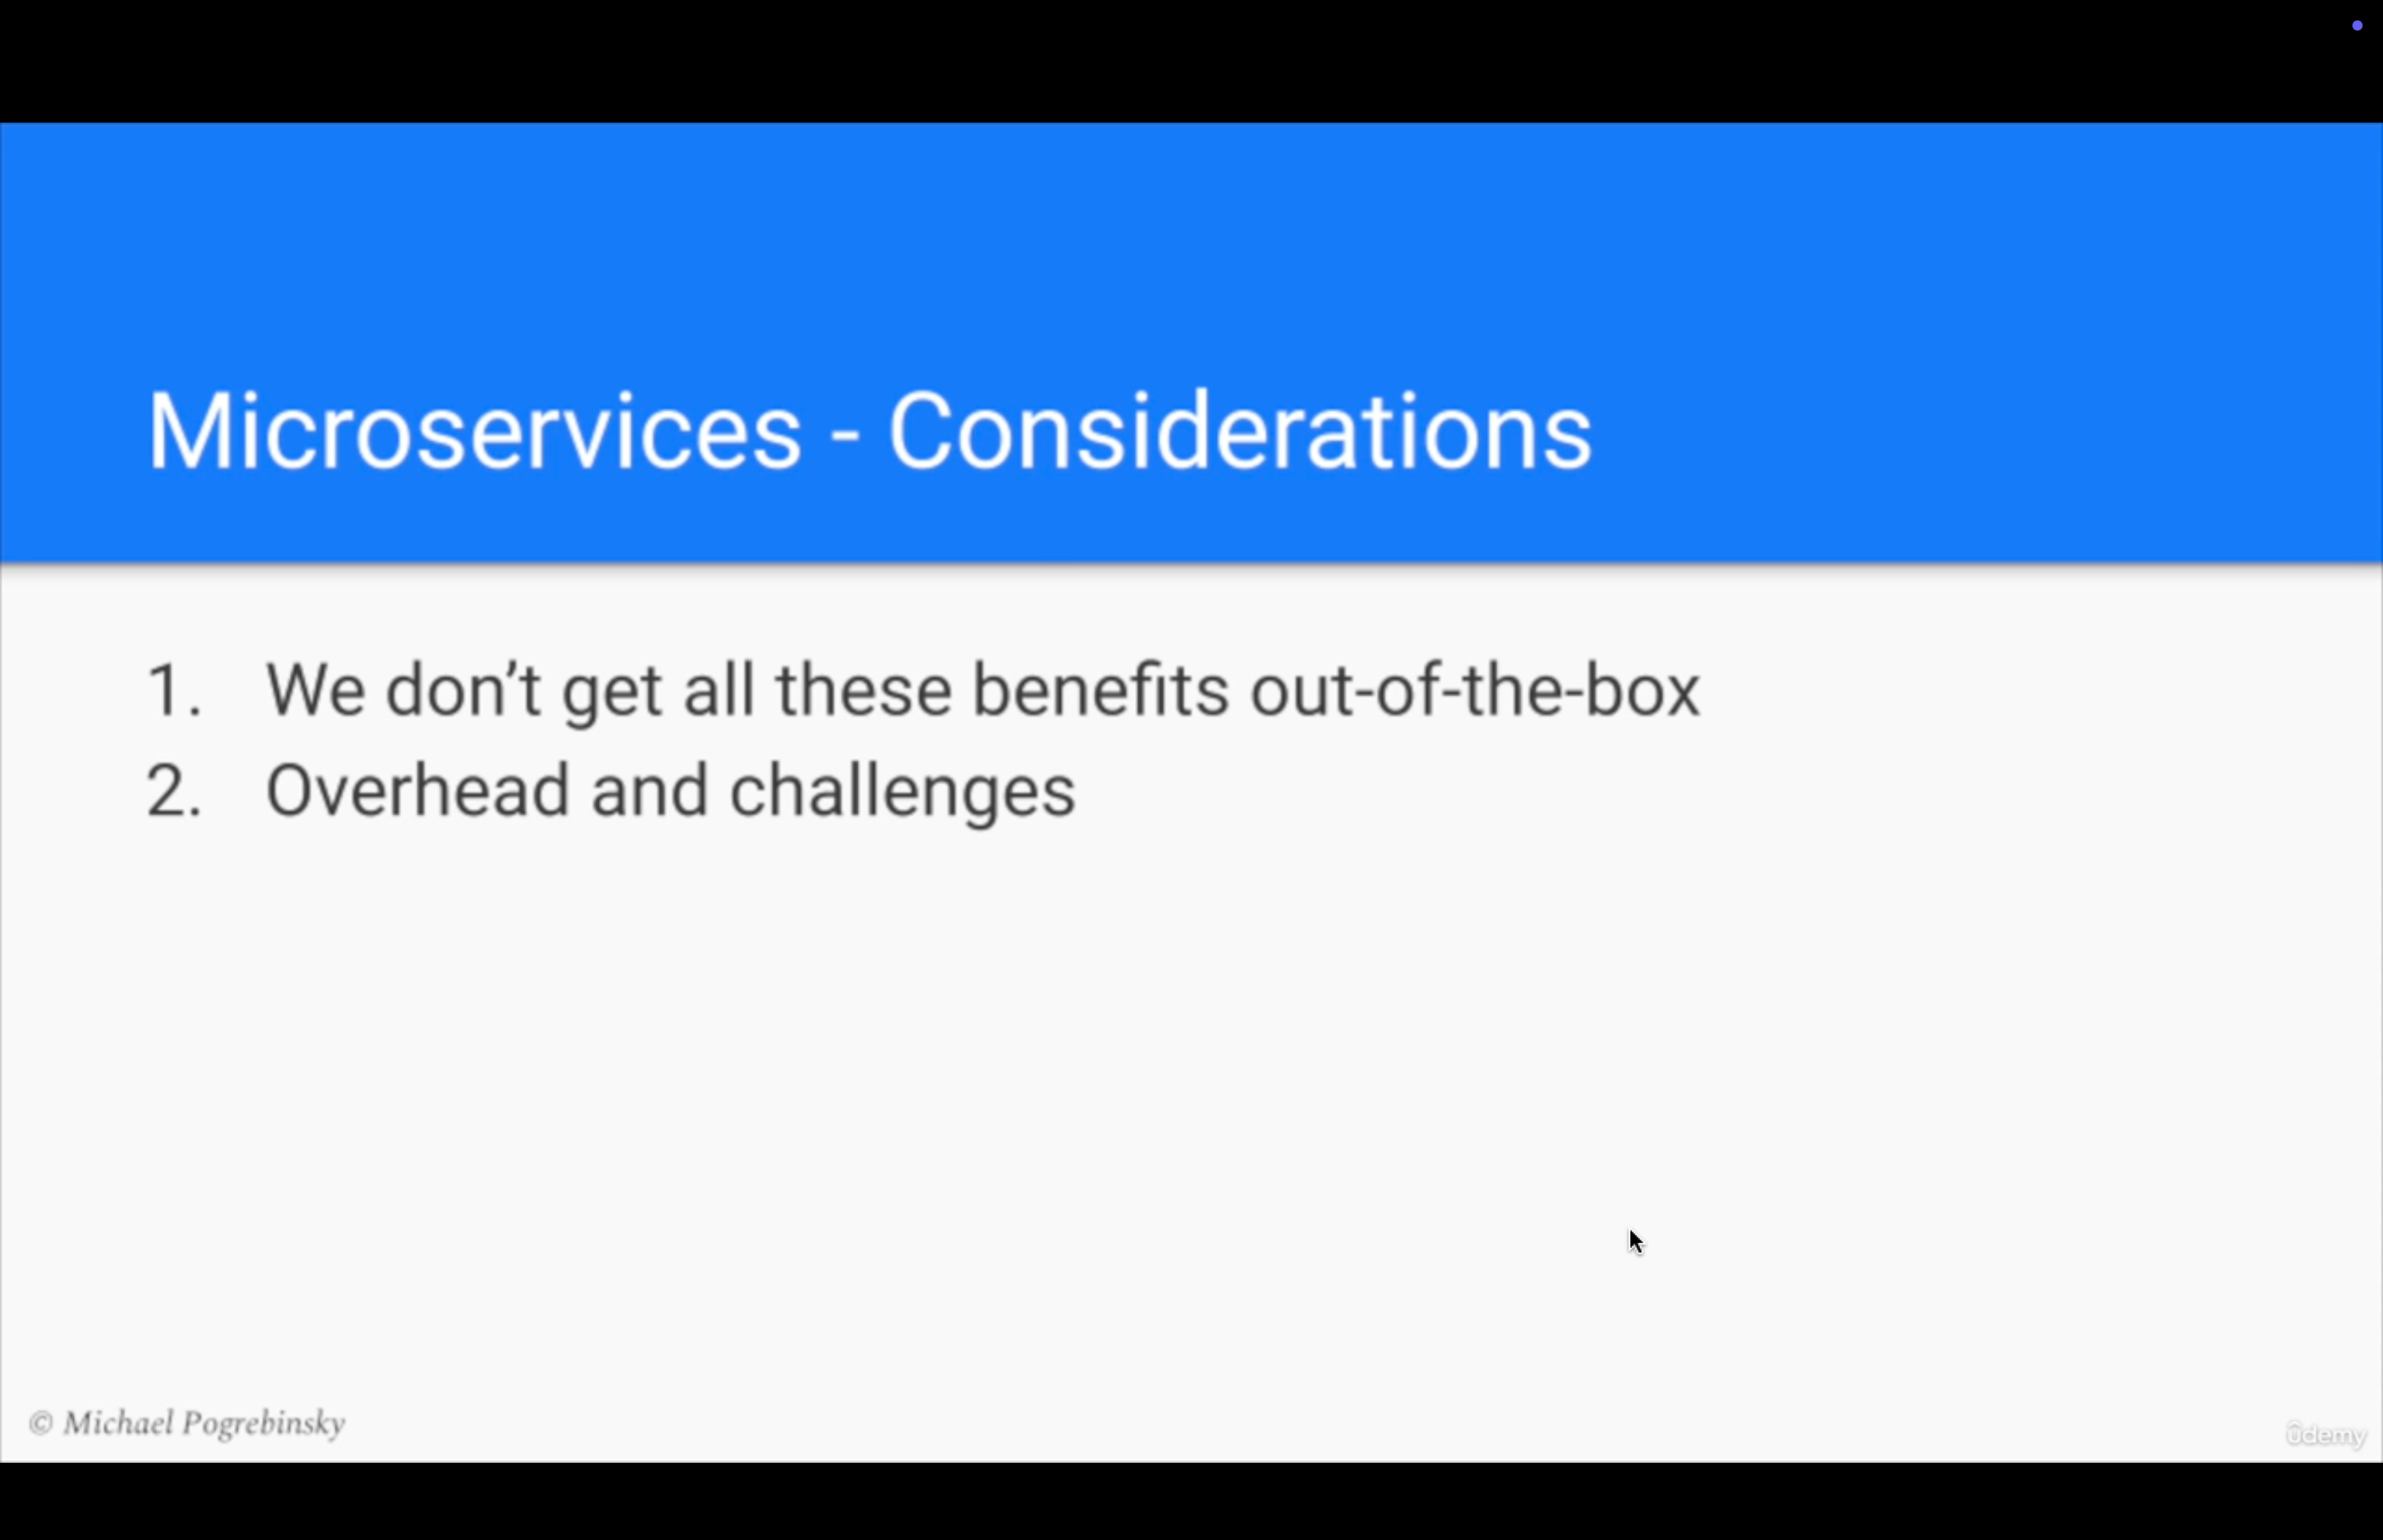 Microservices - Considerations
1. We don’t get all these benefits out-of-the-box
2. Overhead and challenges
© Michael Pogrebinsky
ûdemy